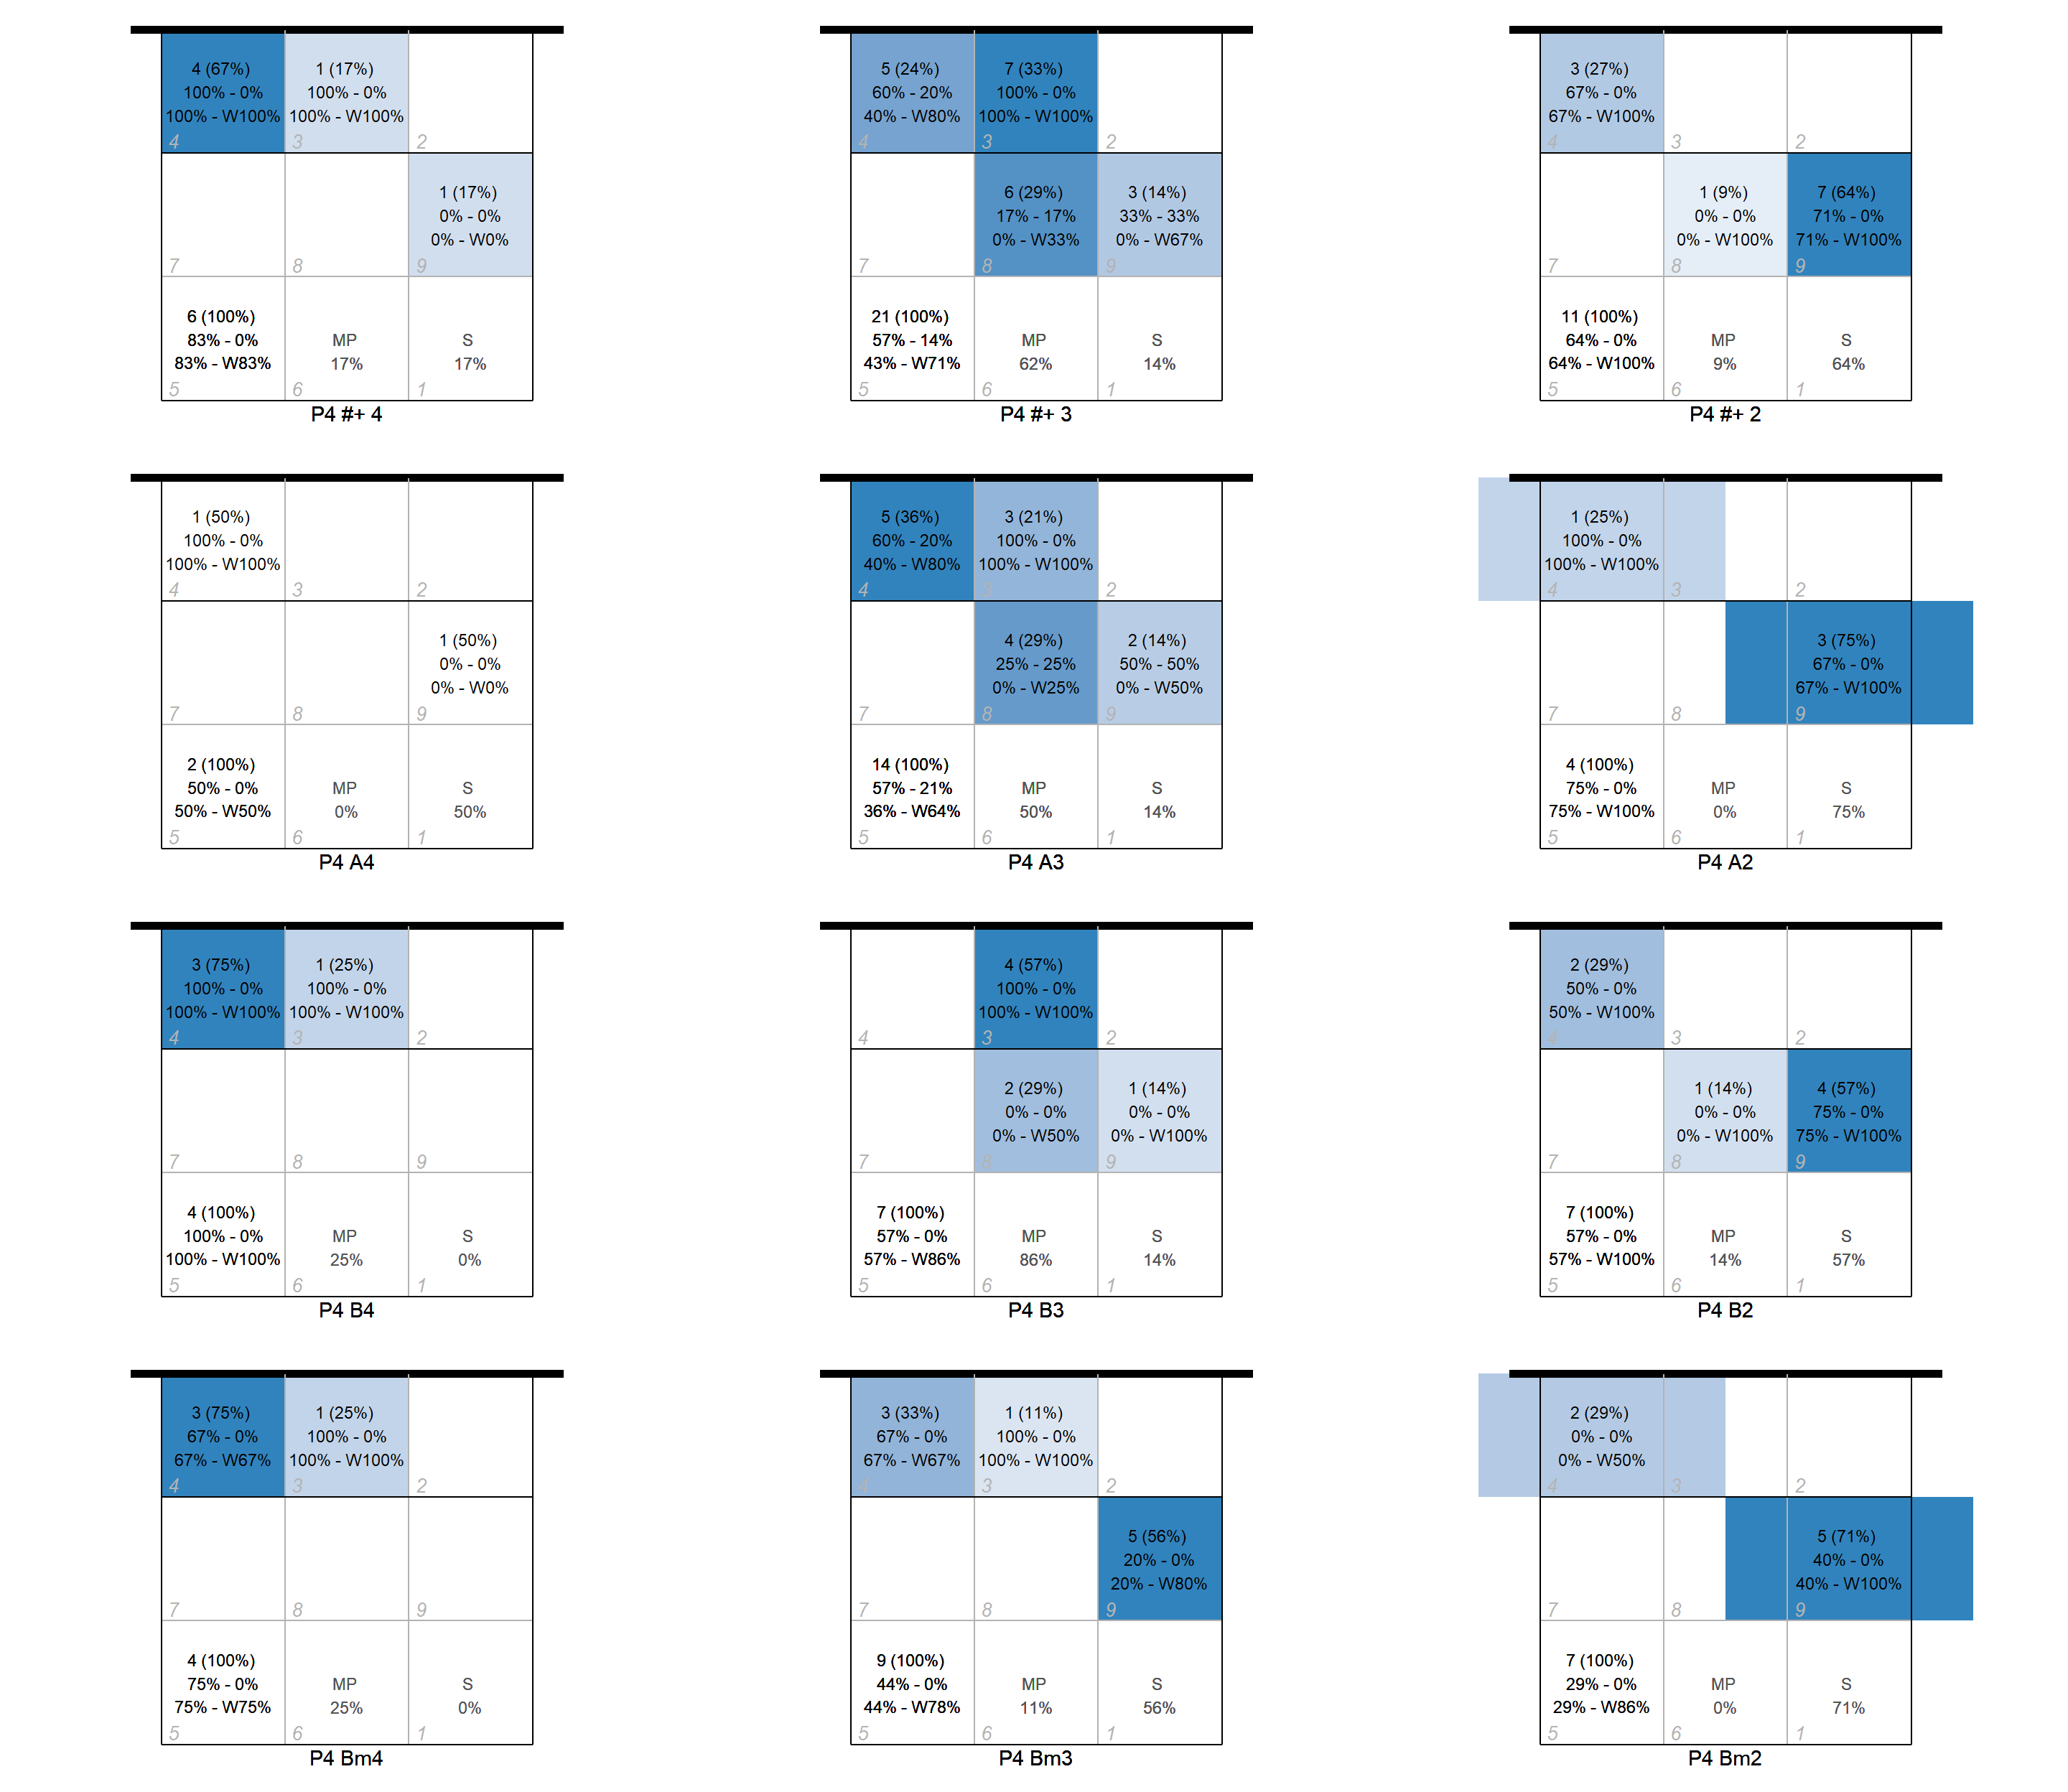 4 (67%)
100% - 0%
100% - W100%
4
1 (17%)
100% - 0%
100% - W100%
3
2
7
8
1 (17%)
0% - 0%
0% - W0%
9
6 (100%)
83% - 0%
83% - W83%
5
MP
17%
6
S
17%
1
P4 #+ 4
5 (24%)
60% - 20%
40% - W80%
4
7 (33%)
100% - 0%
100% - W100%
3
2
7
6 (29%)
17% - 17%
0% - W33%
8
3 (14%)
33% - 33%
0% - W67%
9
21 (100%)
57% - 14%
43% - W71%
5
MP
62%
6
S
14%
1
P4 #+ 3
3 (27%)
67% - 0%
67% - W100%
4
3
2
7
1 (9%)
0% - 0%
0% - W100%
8
7 (64%)
71% - 0%
71% - W100%
9
11 (100%)
64% - 0%
64% - W100%
5
MP
9%
6
S
64%
1
P4 #+ 2
1 (50%)
100% - 0%
100% - W100%
4
3
2
7
8
1 (50%)
0% - 0%
0% - W0%
9
2 (100%)
50% - 0%
50% - W50%
5
MP
0%
6
S
50%
1
P4 A4
5 (36%)
60% - 20%
40% - W80%
4
3 (21%)
100% - 0%
100% - W100%
3
2
7
4 (29%)
25% - 25%
0% - W25%
8
2 (14%)
50% - 50%
0% - W50%
9
14 (100%)
57% - 21%
36% - W64%
5
MP
50%
6
S
14%
1
P4 A3
1 (25%)
100% - 0%
100% - W100%
4
3
2
7
8
3 (75%)
67% - 0%
67% - W100%
9
4 (100%)
75% - 0%
75% - W100%
5
MP
0%
6
S
75%
1
P4 A2
3 (75%)
100% - 0%
100% - W100%
4
1 (25%)
100% - 0%
100% - W100%
3
2
7
8
9
4 (100%)
100% - 0%
100% - W100%
5
MP
25%
6
S
0%
1
P4 B4
4
4 (57%)
100% - 0%
100% - W100%
3
2
7
2 (29%)
0% - 0%
0% - W50%
8
1 (14%)
0% - 0%
0% - W100%
9
7 (100%)
57% - 0%
57% - W86%
5
MP
86%
6
S
14%
1
P4 B3
2 (29%)
50% - 0%
50% - W100%
4
3
2
7
1 (14%)
0% - 0%
0% - W100%
8
4 (57%)
75% - 0%
75% - W100%
9
7 (100%)
57% - 0%
57% - W100%
5
MP
14%
6
S
57%
1
P4 B2
3 (75%)
67% - 0%
67% - W67%
4
1 (25%)
100% - 0%
100% - W100%
3
2
7
8
9
4 (100%)
75% - 0%
75% - W75%
5
MP
25%
6
S
0%
1
P4 Bm4
3 (33%)
67% - 0%
67% - W67%
4
1 (11%)
100% - 0%
100% - W100%
3
2
7
8
5 (56%)
20% - 0%
20% - W80%
9
9 (100%)
44% - 0%
44% - W78%
5
MP
11%
6
S
56%
1
P4 Bm3
2 (29%)
0% - 0%
0% - W50%
4
3
2
7
8
5 (71%)
40% - 0%
40% - W100%
9
7 (100%)
29% - 0%
29% - W86%
5
MP
0%
6
S
71%
1
P4 Bm2